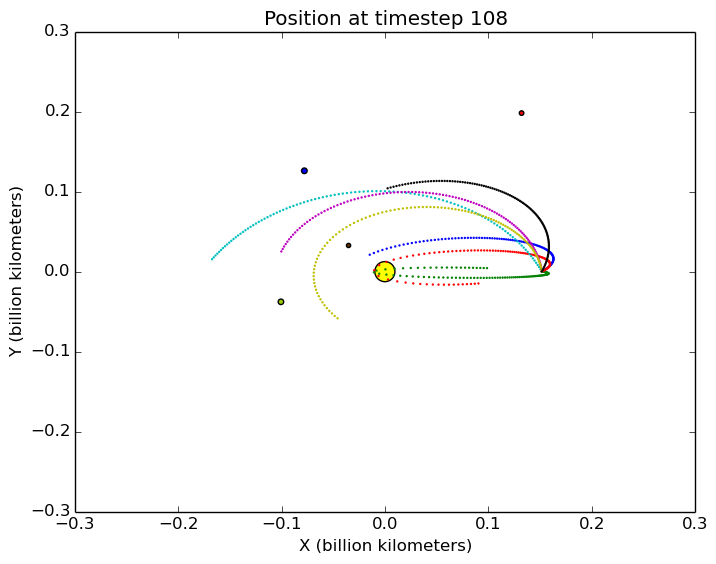 Position at timestep 108
Y (billion kilometers)
0.3
0.2
0.1
0.0
−0.1
−0.2
−0.3
−0.3 −0.2 −0.1 0.0 0.1 0.2 0.3
X (billion kilometers)